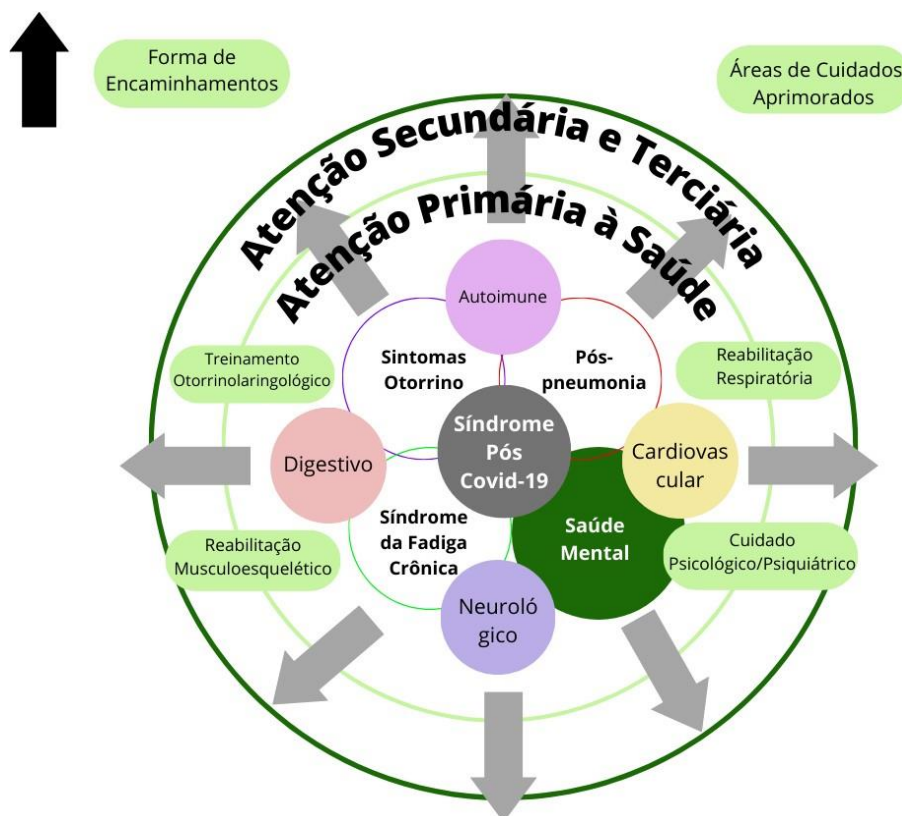 Forma de
Encaminhamentos
Áreas de Cuidados
Aprimorados
Atenção Secundária e Terciária
Atenção Primária à Saúde
Autoimune
Sintomas
Otorrino
Pós-
pneumonia
Treinamento
Otorrinolaringológico
Reabilitação
Respiratória
Digestivo
Síndrome
Pós
Covid-19
Cardiovas
cular
Síndrome
da Fadiga
Crônica
Saúde
Mental
Reabilitação
Musculoesquelético
Cuidado
Psicológico/Psiquiátrico
Neuroló
gico